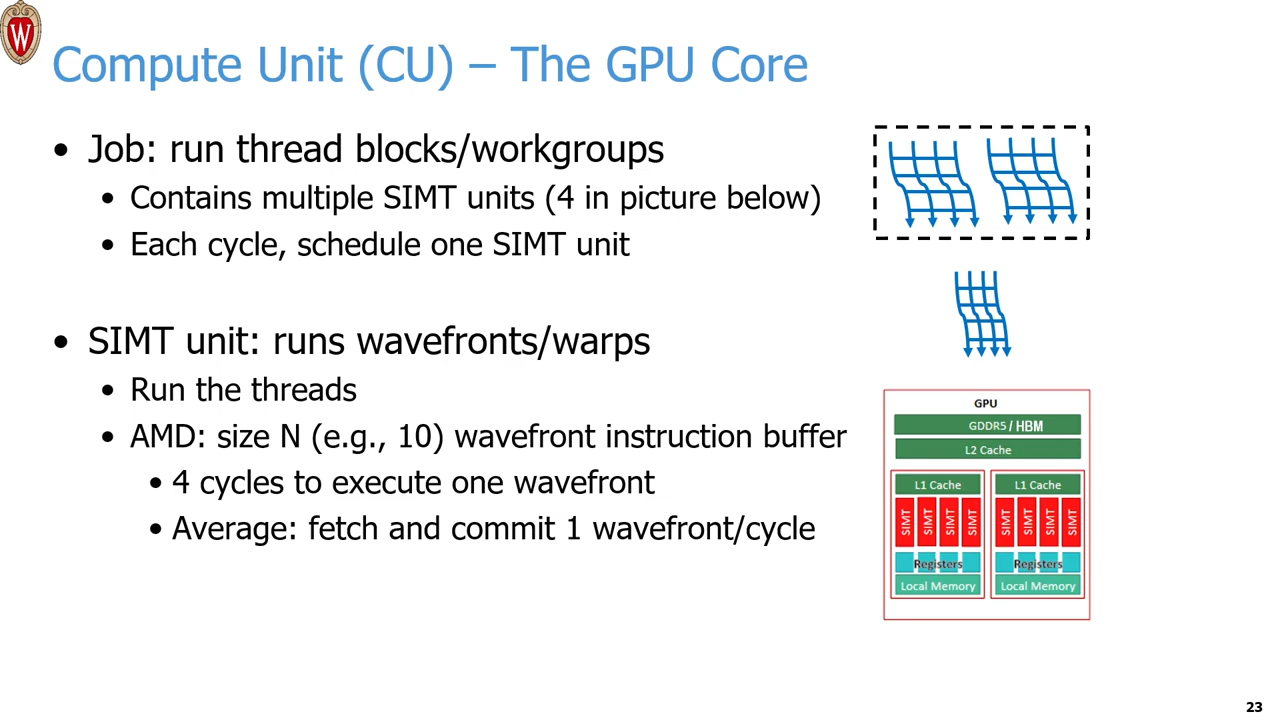 W
Compute Unit (CU) – The GPU Core
• Job: run thread blocks/workgroups
• Contains multiple SIMT units (4 in picture below)
• Each cycle, schedule one SIMT unit
• SIMT unit: runs wavefronts/warps
• Run the threads
• AMD: size N (e.g., 10) wavefront instruction buffer
• 4 cycles to execute one wavefront
• Average: fetch and commit 1 wavefront/cycle
GPU
GDDR5 / HBM
L2 Cache
L1 Cache L1 Cache
SIMT SIMT SIMT SIMT SIMT SIMT SIMT SIMT
Registers Registers
Local Memory Local Memory
23